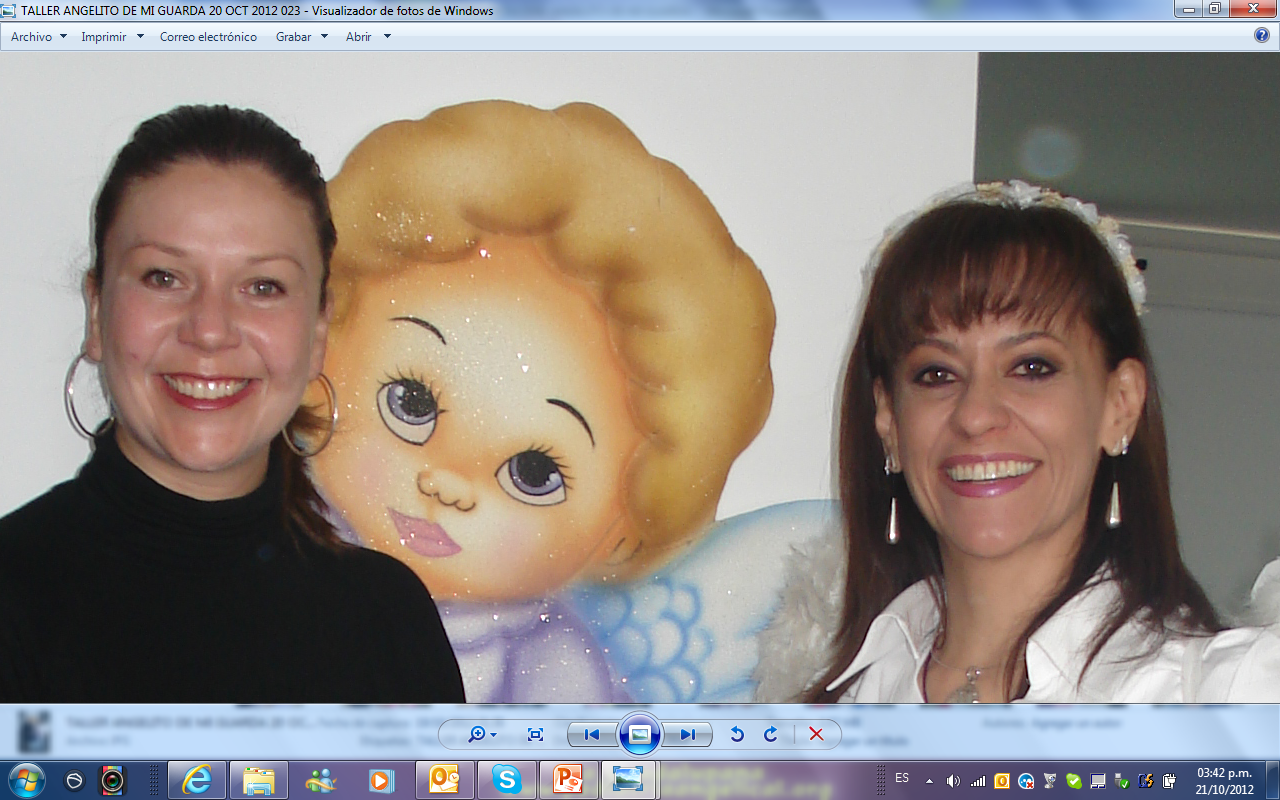 TALLER ANGELITO DE MI GUARDA 20 OCT 2012 023 - Visualizador de fotos de Windows
Archivo Imprimir Correo electrónico Grabar Abrir
ES 03:42 p.m.
21/10/2012